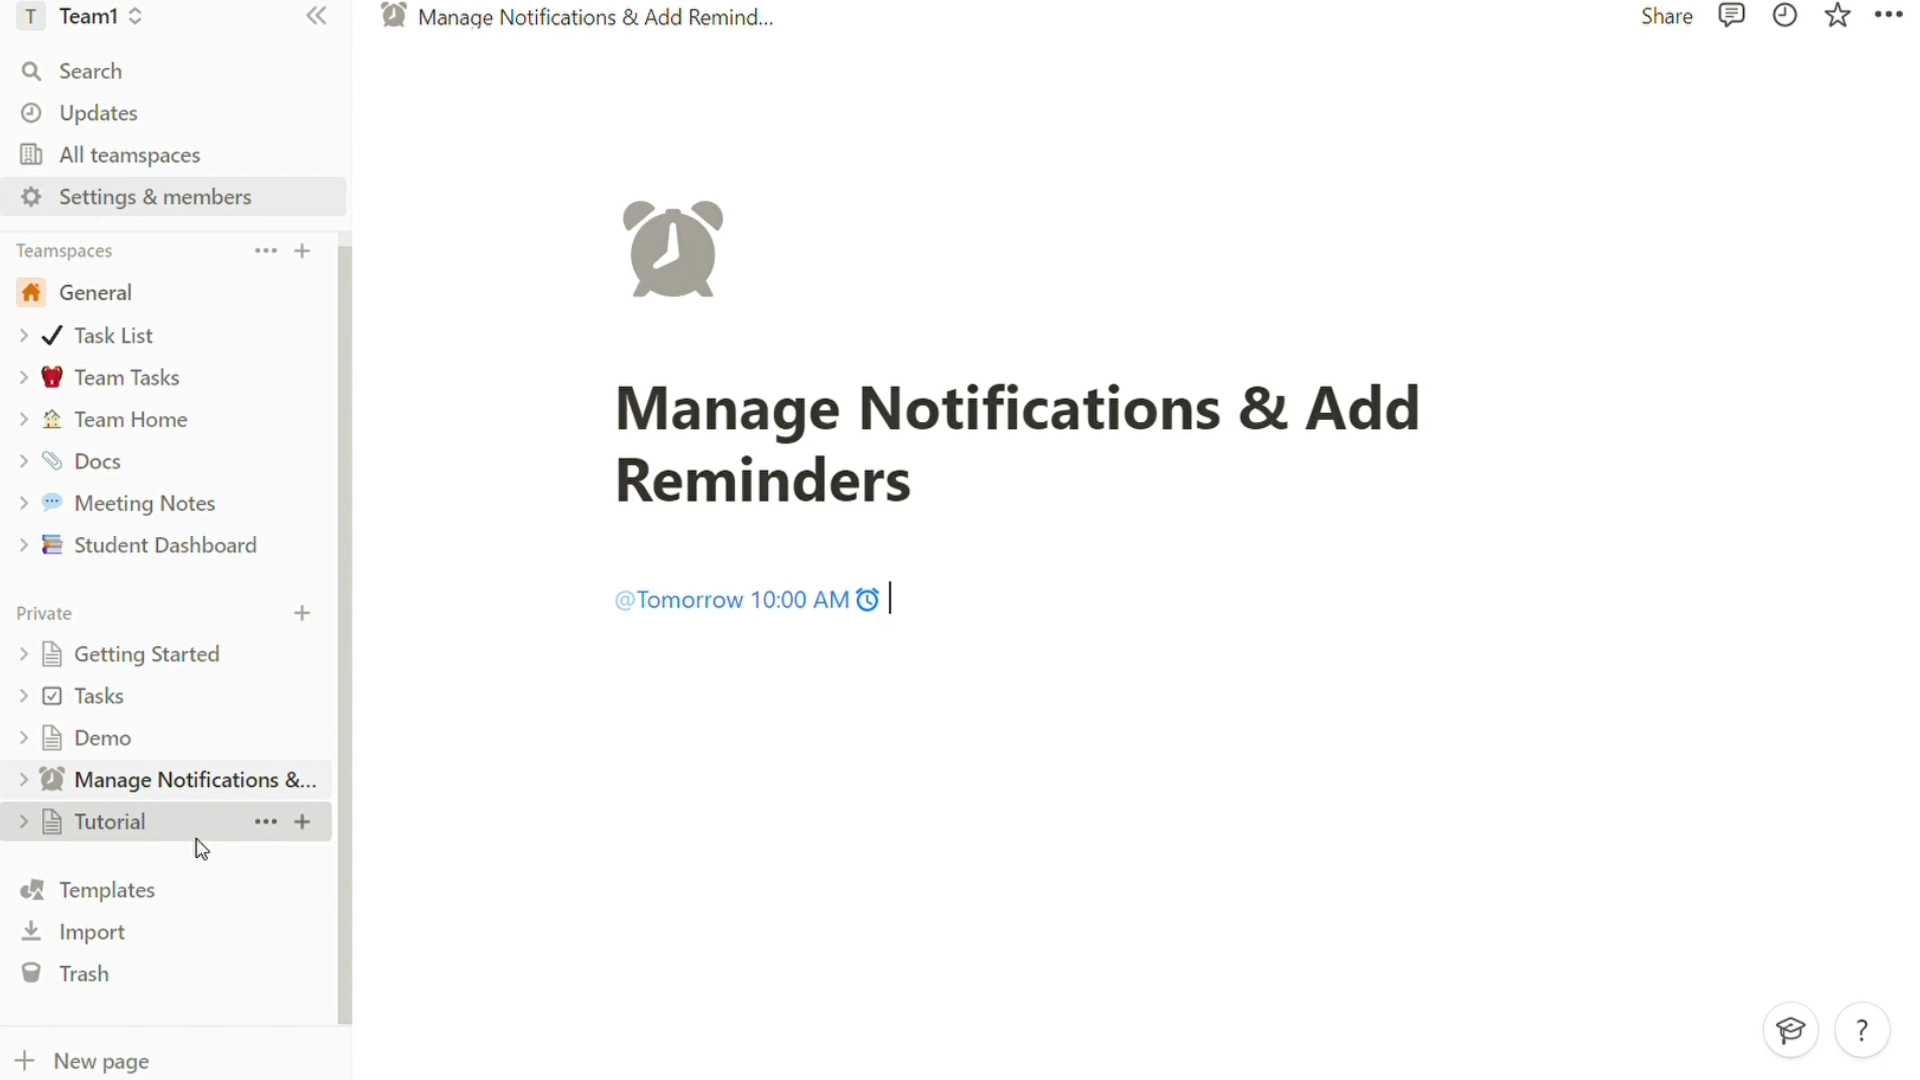 T Team1
Search
Updates
All teamspaces
Settings & members
Teamspaces
General
Task List
Team Tasks
Team Home
Docs
Meeting Notes
Student Dashboard
Private
Getting Started
Tasks
Demo
Manage Notifications &...
Tutorial
Templates
Import
Trash
New page
Manage Notifications & Add Remind...
Share
Manage Notifications & Add
Reminders
@Tomorrow 10:00 AM
?